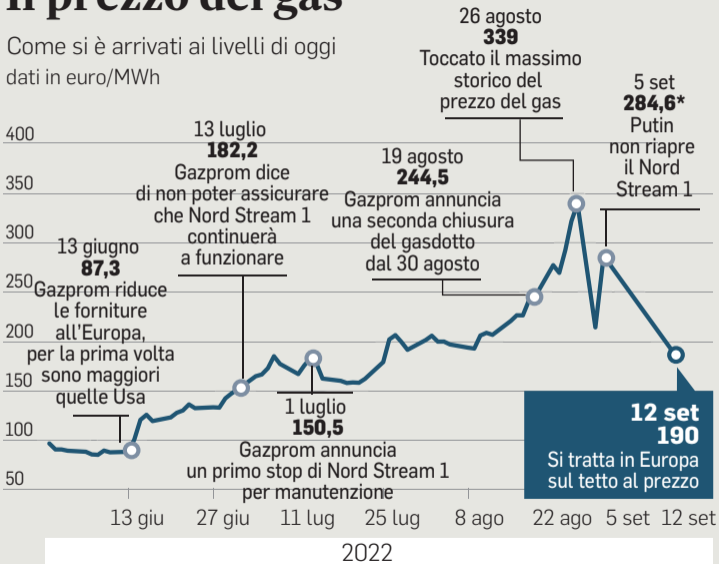 Il prezzo del gas
Come si è arrivati ai livelli di oggi
dati in euro/MWh
26 agosto
339
Toccato il massimo
storico del
prezzo del gas
5 set
284,6*
Putin
non riapre
il Nord
Stream 1
13 luglio
182,2
Gazprom dice
di non poter assicurare
che Nord Stream 1
continuerà
a funzionare
19 agosto
244,5
Gazprom annuncia
una seconda chiusura
del gasdotto
dal 30 agosto
13 giugno
87,3
Gazprom riduce
le forniture
all'Europa,
per la prima volta
sono maggiori
quelle Usa
1 luglio
150,5
Gazprom annuncia
un primo stop di Nord Stream 1
per manutenzione
12 set
190
Si tratta in Europa
sul tetto al prezzo
400
350
300
250
200
150
100
50
13 giu
27 giu
11 lug
25 lug
8 ago
22 ago
5 set
12 set
2022